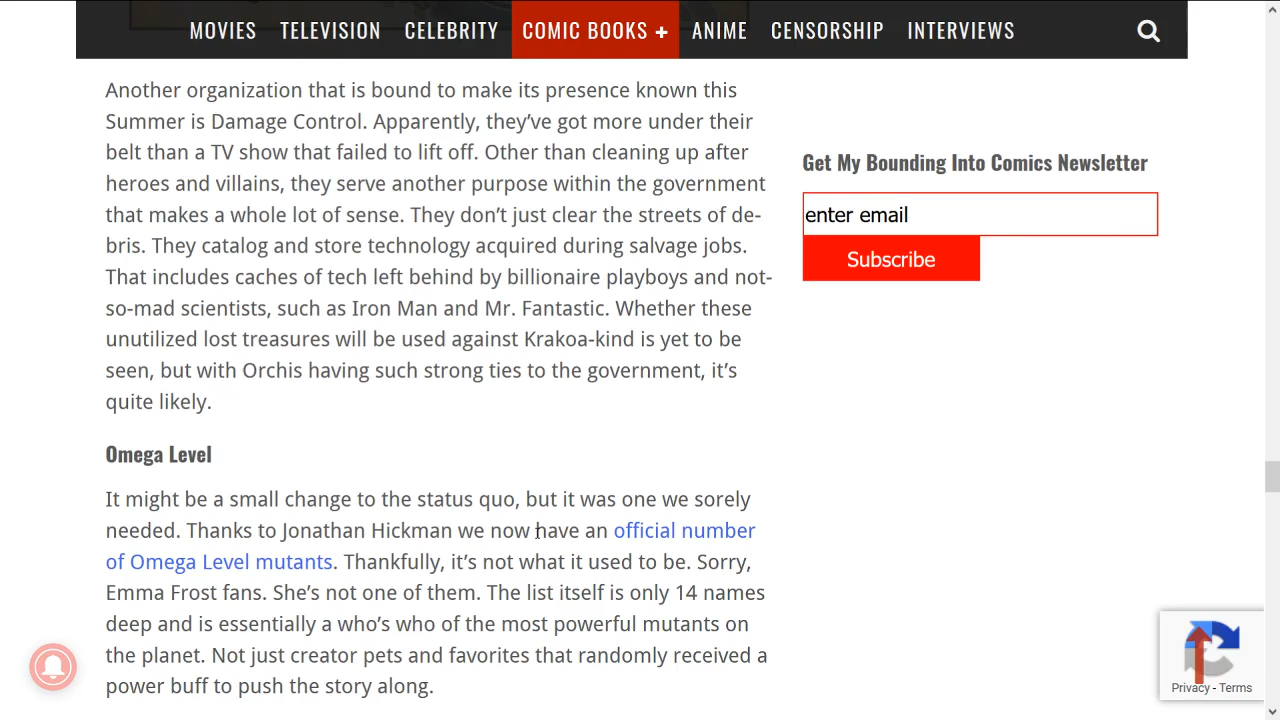 MOVIES TELEVISION CELEBRITY COMIC BOOKS + ANIME CENSORSHIP INTERVIEWS
Another organization that is bound to make its presence known this
Summer is Damage Control. Apparently, they’ve got more under their
belt than a TV show that failed to lift off. Other than cleaning up after
heroes and villains, they serve another purpose within the government
that makes a whole lot of sense. They don’t just clear the streets of de-
bris. They catalog and store technology acquired during salvage jobs.
That includes caches of tech left behind by billionaire playboys and not-
so-mad scientists, such as Iron Man and Mr. Fantastic. Whether these
unutilized lost treasures will be used against Krakoa-kind is yet to be
seen, but with Orchis having such strong ties to the government, it’s
quite likely.
Omega Level
It might be a small change to the status quo, but it was one we sorely
needed. Thanks to Jonathan Hickman we now have an official number
of Omega Level mutants. Thankfully, it’s not what it used to be. Sorry,
Emma Frost fans. She’s not one of them. The list itself is only 14 names
deep and is essentially a who’s who of the most powerful mutants on
the planet. Not just creator pets and favorites that randomly received a
power buff to push the story along.
Get My Bounding Into Comics Newsletter
enter email
Subscribe
Privacy - Terms